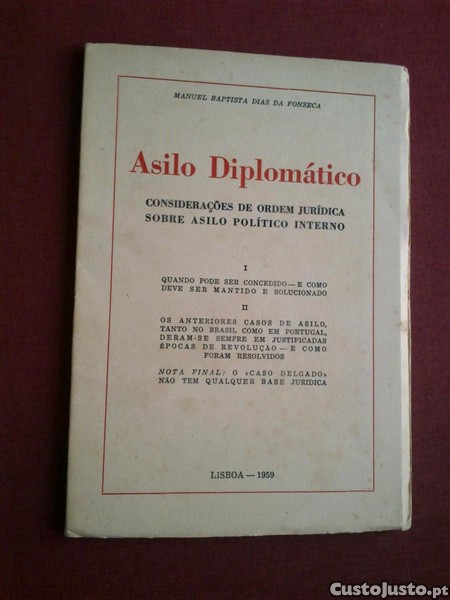 MANUEL BAPTISTA DIAS DA FONSECA
Asilo Diplomático
CONSIDERAÇÕES DE ORDEM JURÍDICA
SOBRE ASILO POLÍTICO INTERNO
I
QUANDO PODE SER CONCEDIDO — E COMO
DEVE SER MANTIDO E SOLUCIONADO
II
OS ANTERIORES CASOS DE ASILO,
TANTO NO BRASIL COMO EM PORTUGAL,
DERAM-SE SEMPRE EM JUSTIFICADAS
ÉPOCAS DE REVOLUÇÃO — E COMO
FORAM RESOLVIDOS
NOTA FINAL: O «CASO DELGADO»
NÃO TEM QUALQUER BASE JURIDICA
LISBOA — 1959
CustoJusto.pt